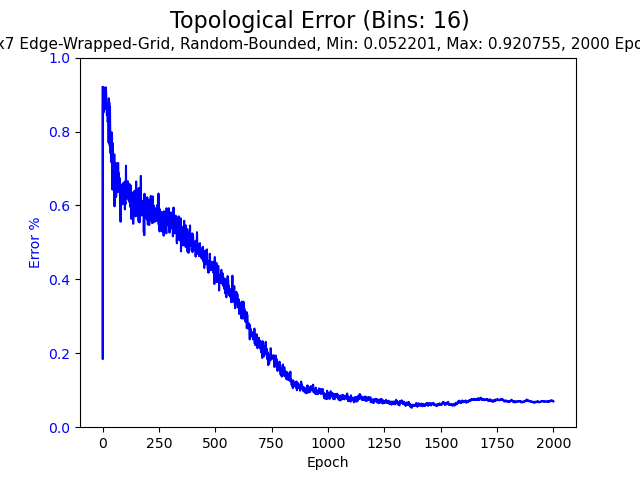 Topological Error (Bins: 16)
x7 Edge-Wrapped-Grid, Random-Bounded, Min: 0.052201, Max: 0.920755, 2000 Epo
1.0
0.8
0.6
0.4
0.2
0.0
Error %
0 250 500 750 1000 1250 1500 1750 2000
Epoch